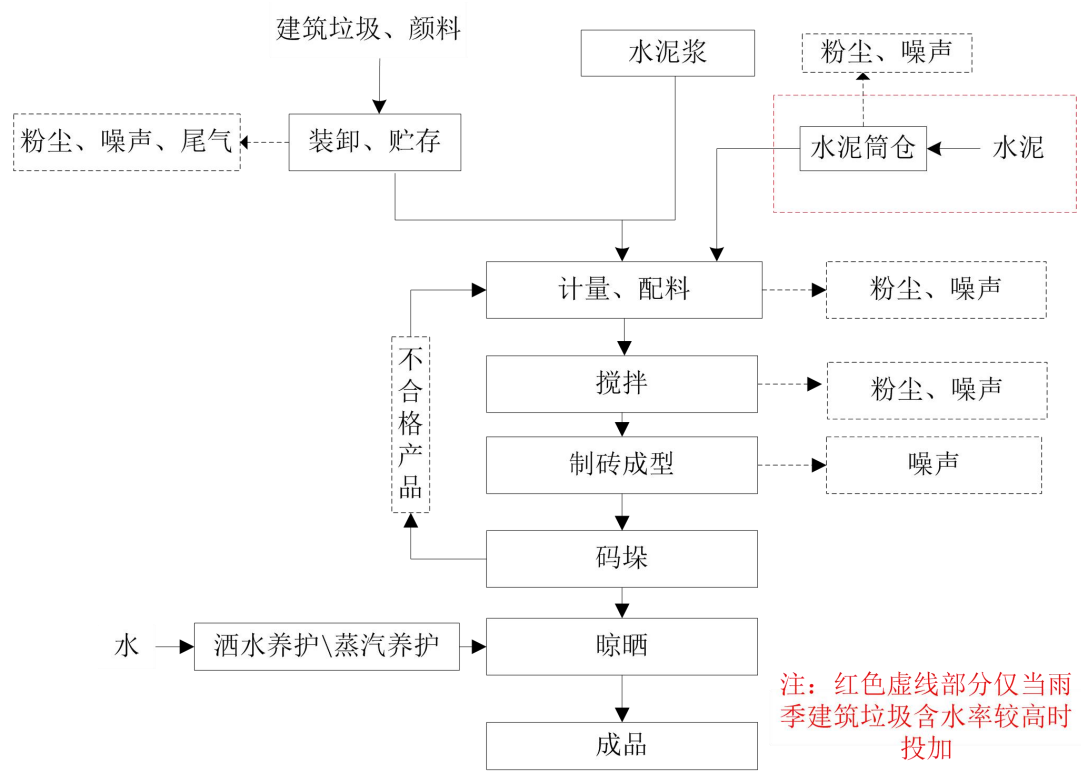 建筑垃圾、颜料
水泥浆
粉尘、噪声
粉尘、噪声、尾气
装卸、贮存
水泥筒仓
水泥
计量、配料
粉尘、噪声
不合格产品
搅拌
粉尘、噪声
制砖成型
噪声
码垛
水
洒水养护\蒸汽养护
晾晒
成品
注：红色虚线部分仅当雨
季建筑垃圾含水率较高时
投加